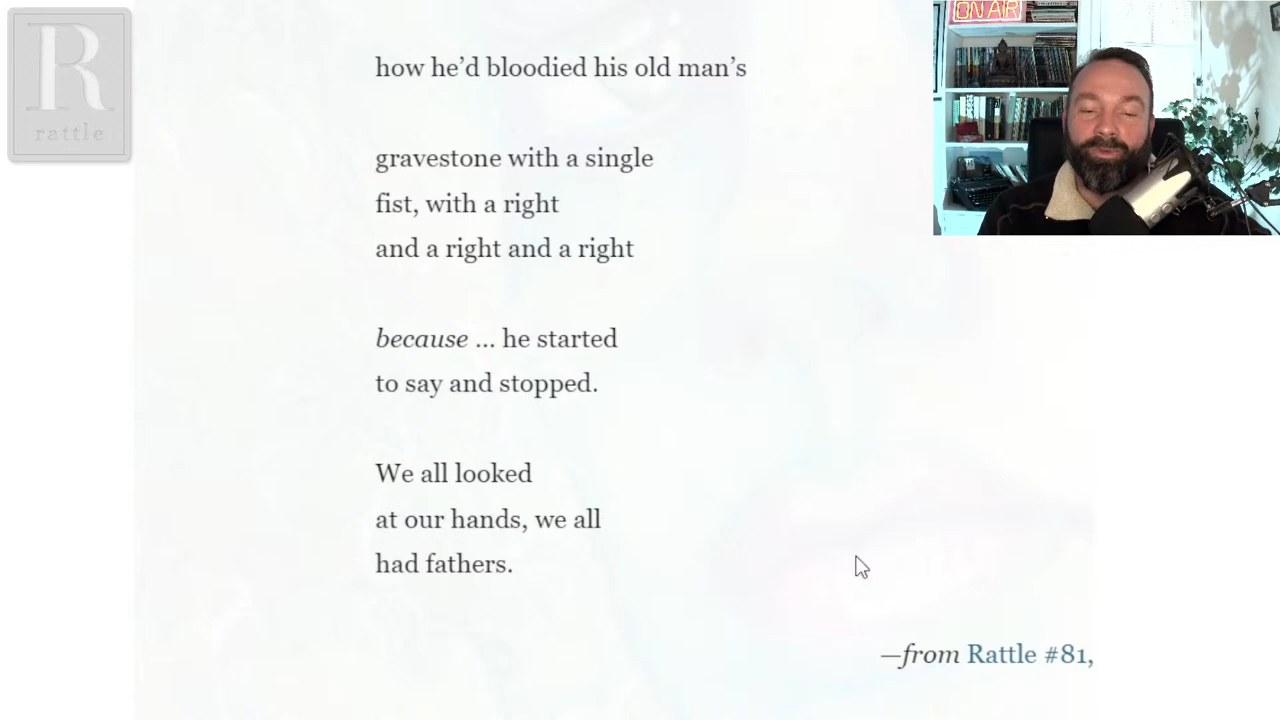 R
rattle
ON AIR
how he’d bloodied his old man’s
gravestone with a single
fist, with a right
and a right and a right
because ... he started
to say and stopped.
We all looked
at our hands, we all
had fathers.
—from Rattle #81,